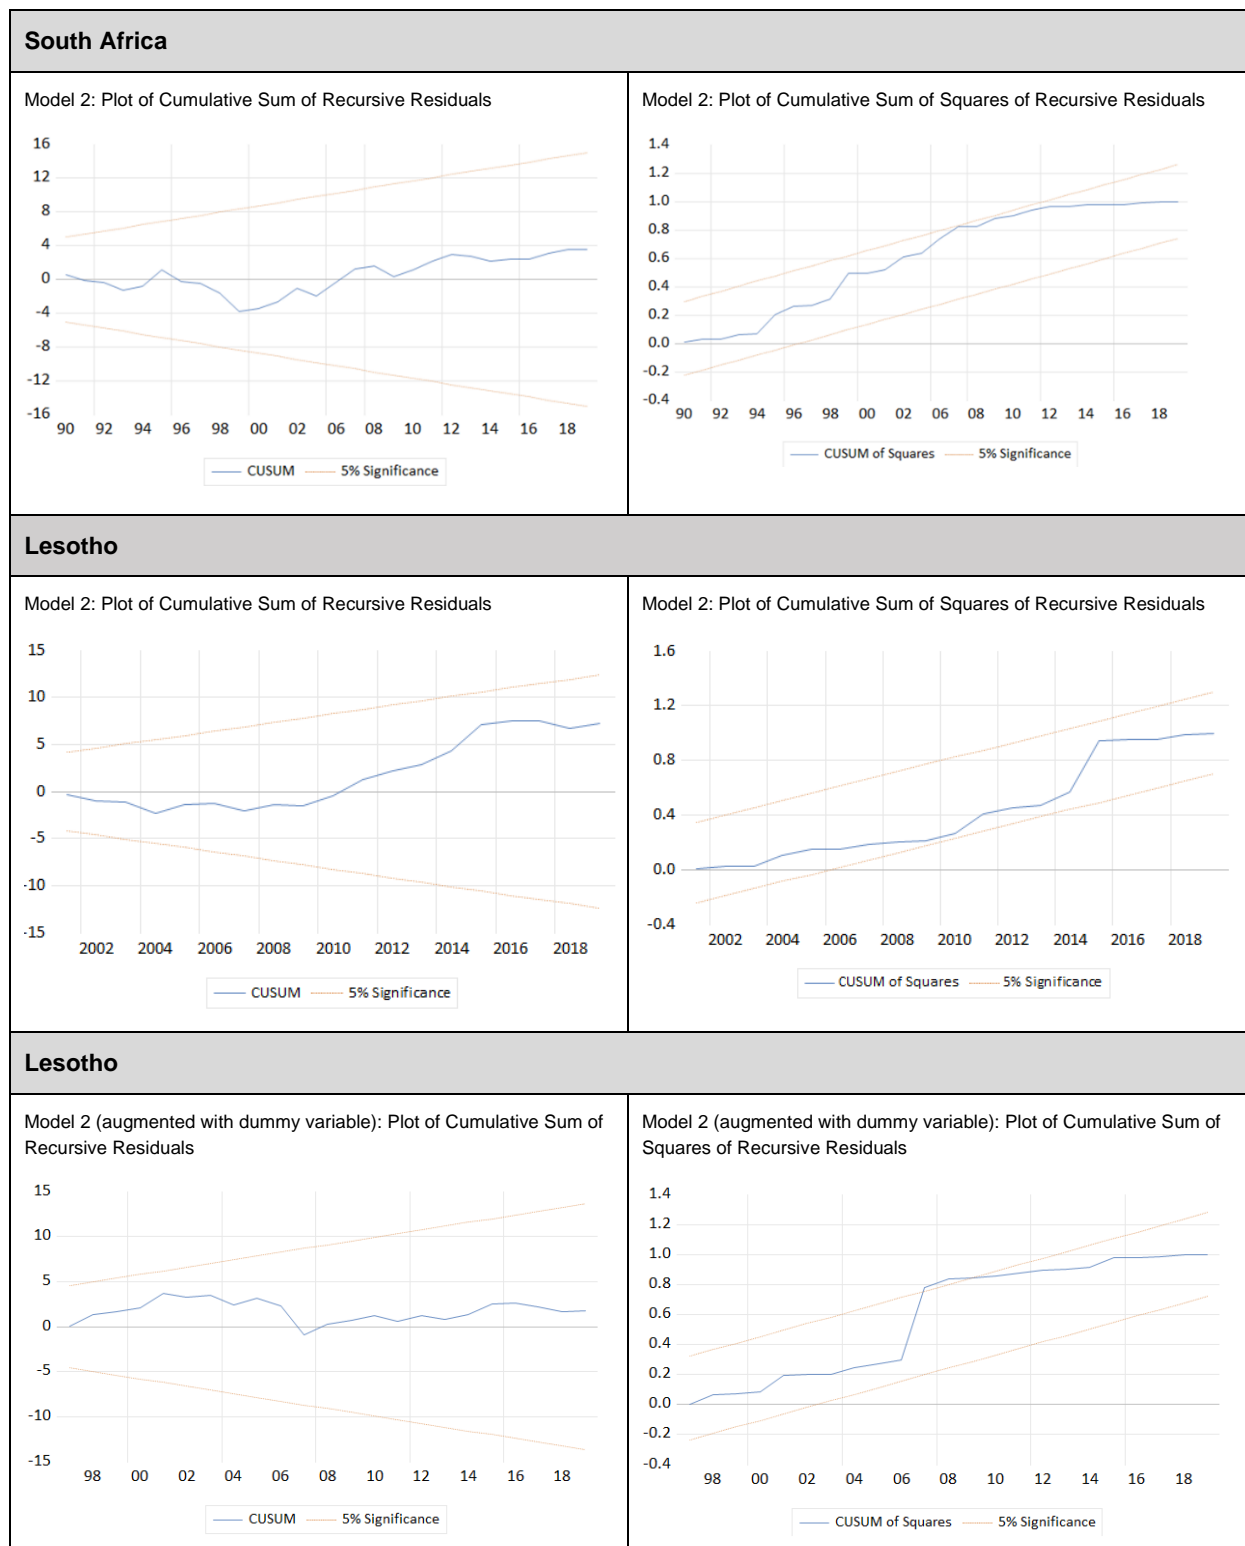 South Africa
Model 2: Plot of Cumulative Sum of Recursive Residuals
16
12
8
4
0
-4
-8
-12
-16
90 92 94 96 98 00 02 06 08 10 12 14 16 18
CUSUM 5% Significance
Model 2: Plot of Cumulative Sum of Squares of Recursive Residuals
1.4
1.2
1.0
0.8
0.6
0.4
0.2
0.0
-0.2
-0.4
90 92 94 96 98 00 02 06 08 10 12 14 16 18
CUSUM of Squares 5% Significance
Lesotho
Model 2: Plot of Cumulative Sum of Recursive Residuals
15
10
5
0
-5
-10
-15
2002 2004 2006 2008 2010 2012 2014 2016 2018
CUSUM 5% Significance
Model 2: Plot of Cumulative Sum of Squares of Recursive Residuals
1.6
1.2
0.8
0.4
0.0
-0.4
2002 2004 2006 2008 2010 2012 2014 2016 2018
CUSUM of Squares 5% Significance
Lesotho
Model 2 (augmented with dummy variable): Plot of Cumulative Sum of
Recursive Residuals
15
10
5
0
-5
-10
-15
98 00 02 04 06 08 10 12 14 16 18
CUSUM 5% Significance
Model 2 (augmented with dummy variable): Plot of Cumulative Sum of
Squares of Recursive Residuals
1.4
1.2
1.0
0.8
0.6
0.4
0.2
0.0
-0.2
-0.4
98 00 02 04 06 08 10 12 14 16 18
CUSUM of Squares 5% Significance